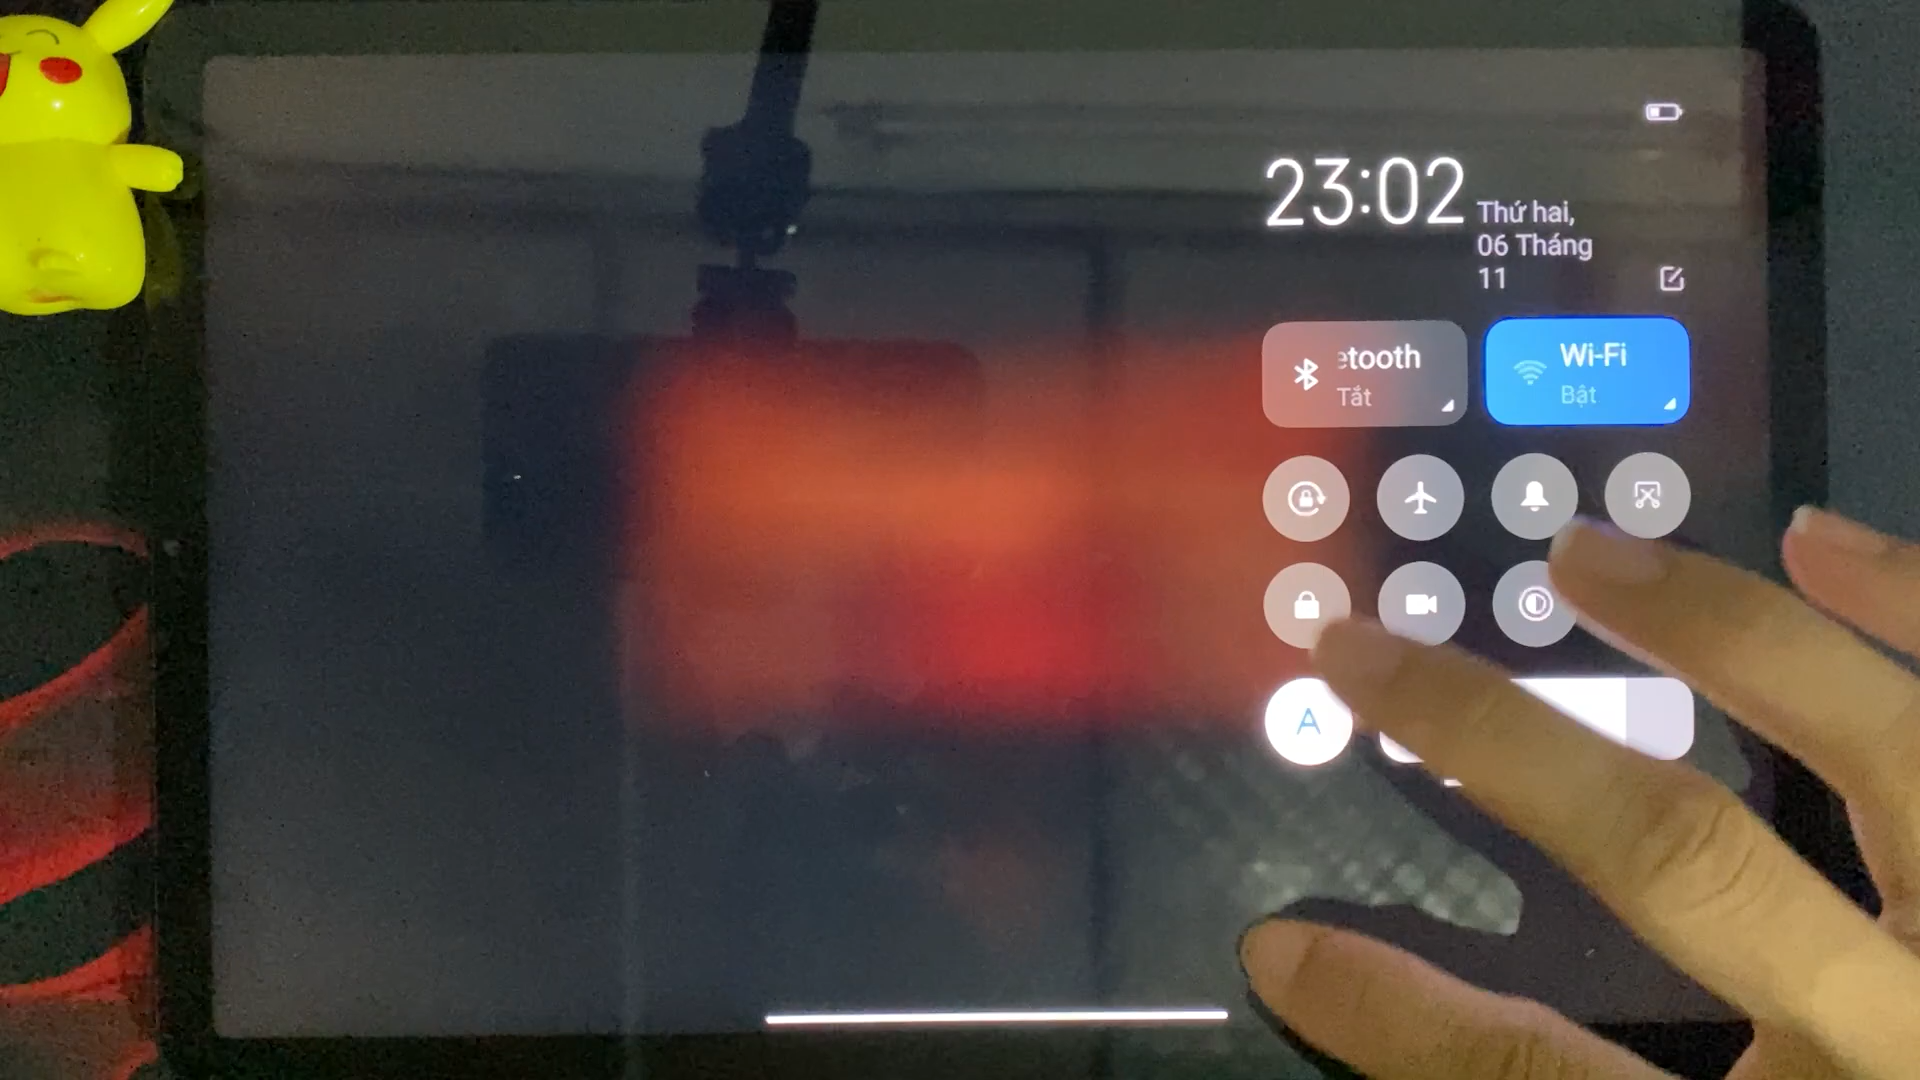 23:02
Thứ hai,
06 Tháng
11
etooth
Tắt
Wi-Fi
Bật
A